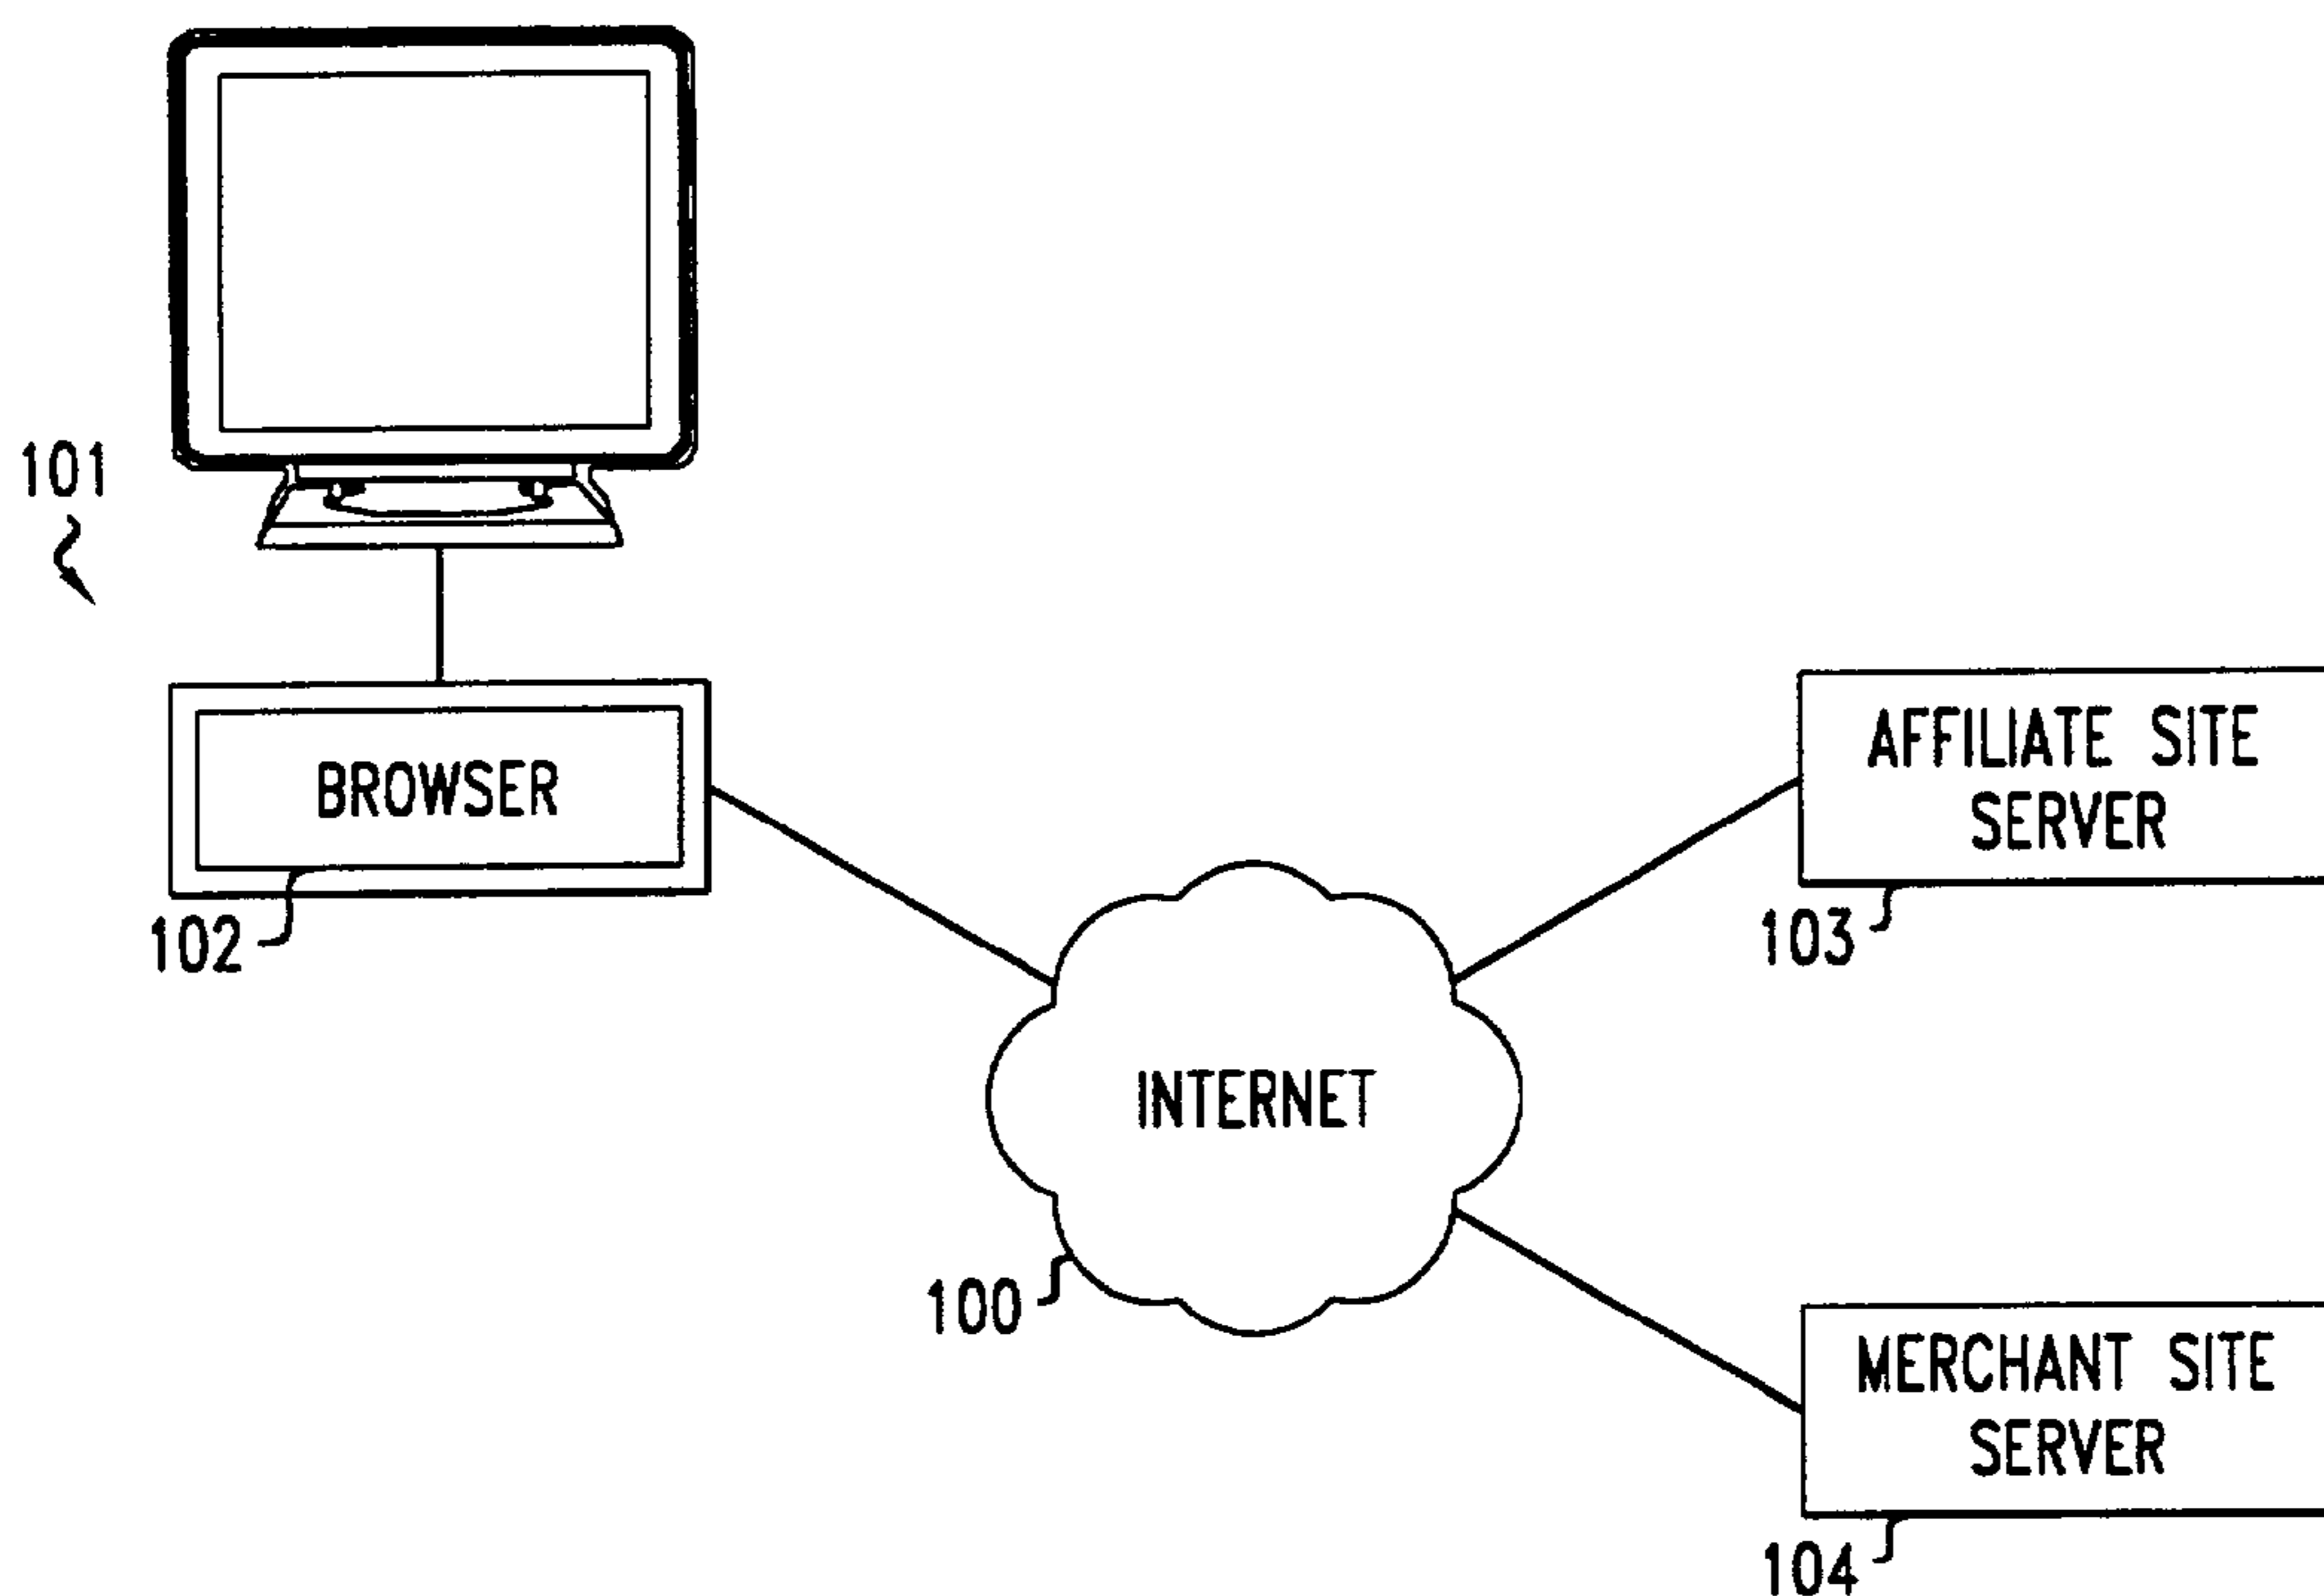 101
BROWSER
102
AFFILIATE SITE
SERVER
103
INTERNET
100
MERCHANT SITE
SERVER
104